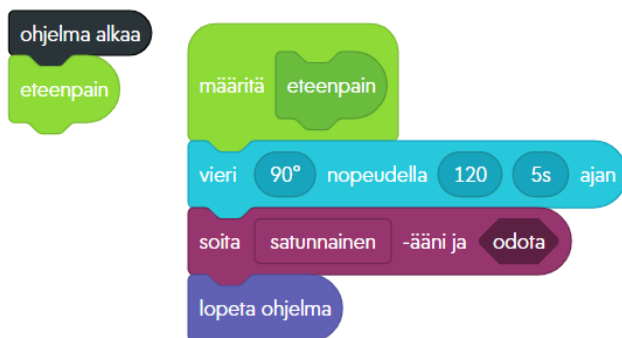 ohjelma alkaa
eteenpain
määritä eteenpain
vieri 90° nopeudella 120 5s ajan
soita satunnainen -ääni ja odota
lopeta ohjelma